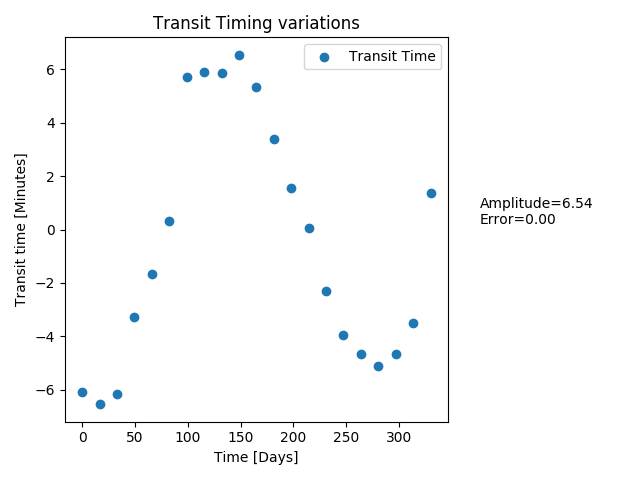 Transit Timing variations
Transit Time
Transit time [Minutes]
6
4
2
0
−2
−4
−6
0
50
100
150
200
250
300
Time [Days]
Amplitude=6.54
Error=0.00